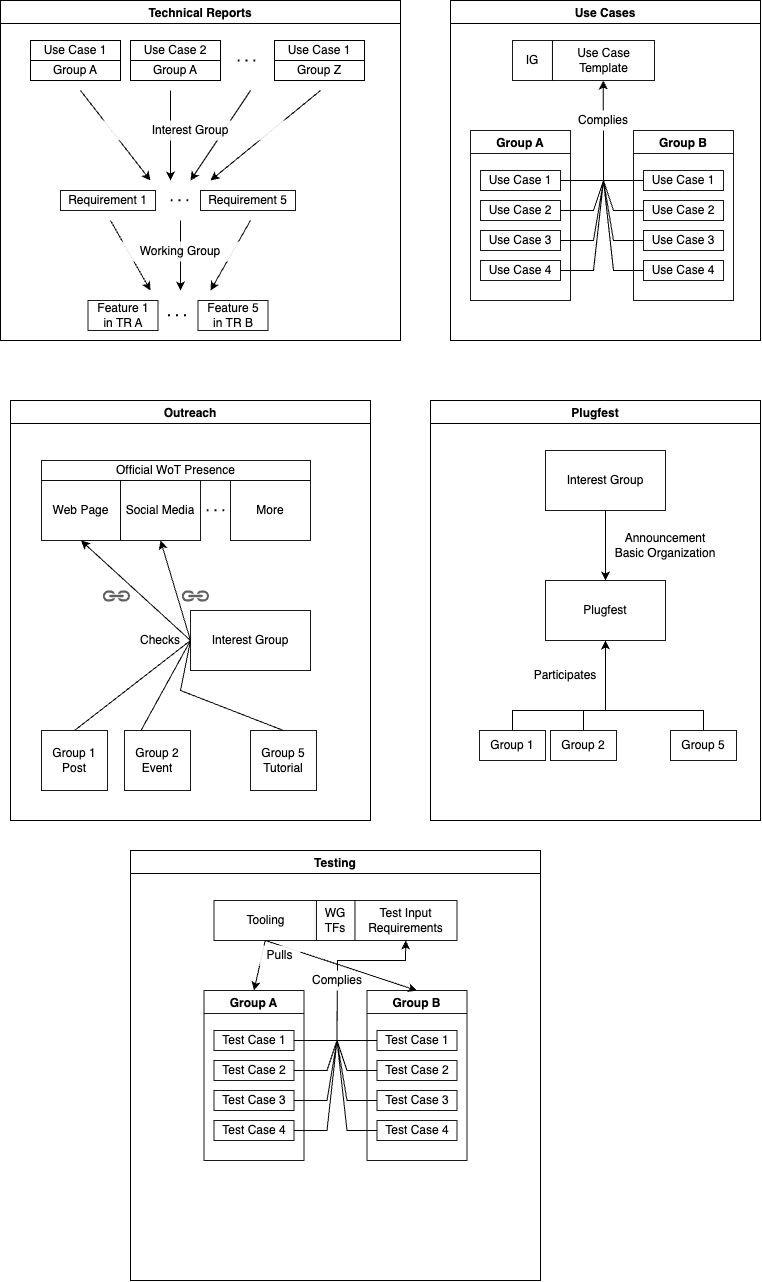 Technical Reports
Use Case 1
Group A
Use Case 2
Group A
. . .
Use Case 1
Group Z
Interest Group
Requirement 1
. . .
Requirement 5
Working Group
Feature 1
in TR A
. . .
Feature 5
in TR B
Use Cases
IG
Use Case
Template
Complies
Group A
Use Case 1
Use Case 2
Use Case 3
Use Case 4
Group B
Use Case 1
Use Case 2
Use Case 3
Use Case 4
Outreach
Official WoT Presence
Web Page
Social Media
. . .
More
Checks
Interest Group
Group 1
Post
Group 2
Event
Group 5
Tutorial
Plugfest
Interest Group
Announcement
Basic Organization
Plugfest
Participates
Group 1
Group 2
Group 5
Testing
Tooling
WG
TFs
Test Input
Requirements
Pulls
Complies
Group A
Test Case 1
Test Case 2
Test Case 3
Test Case 4
Group B
Test Case 1
Test Case 2
Test Case 3
Test Case 4